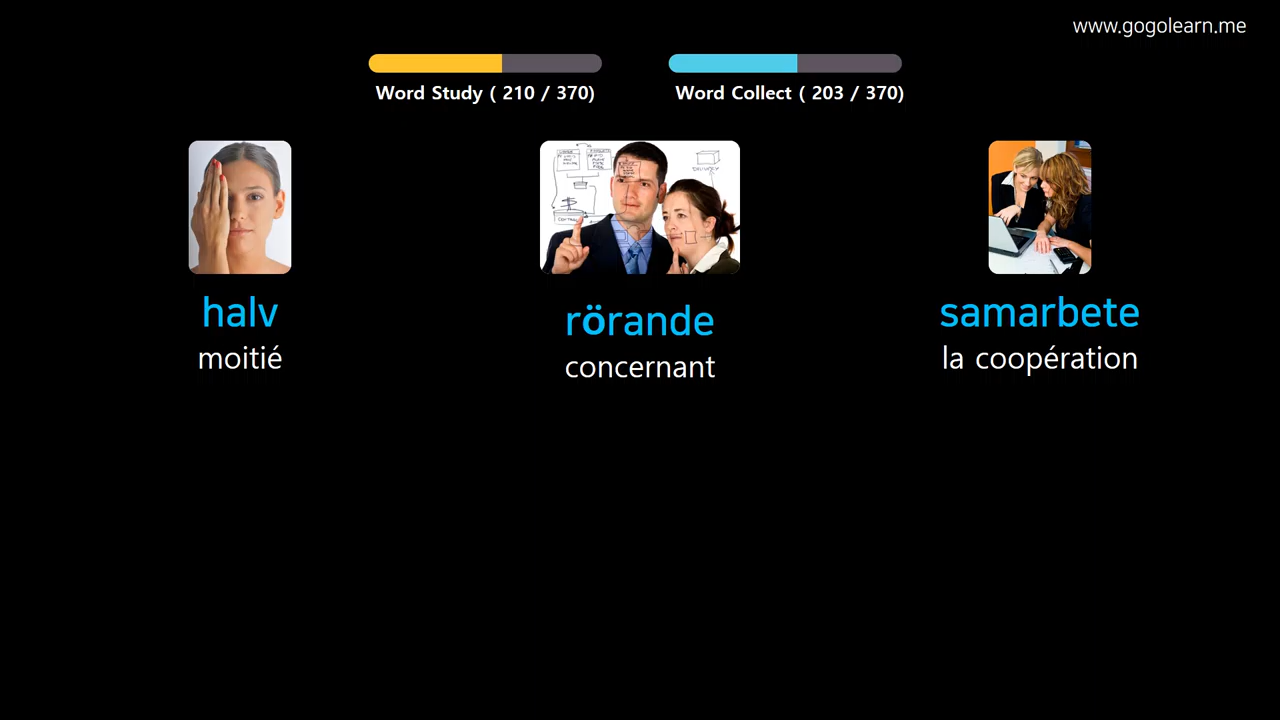 www.gogolearn.me
Word Study ( 210 / 370)
Word Collect ( 203 / 370)
halv
moitié
rörande
concernant
samarbete
la coopération